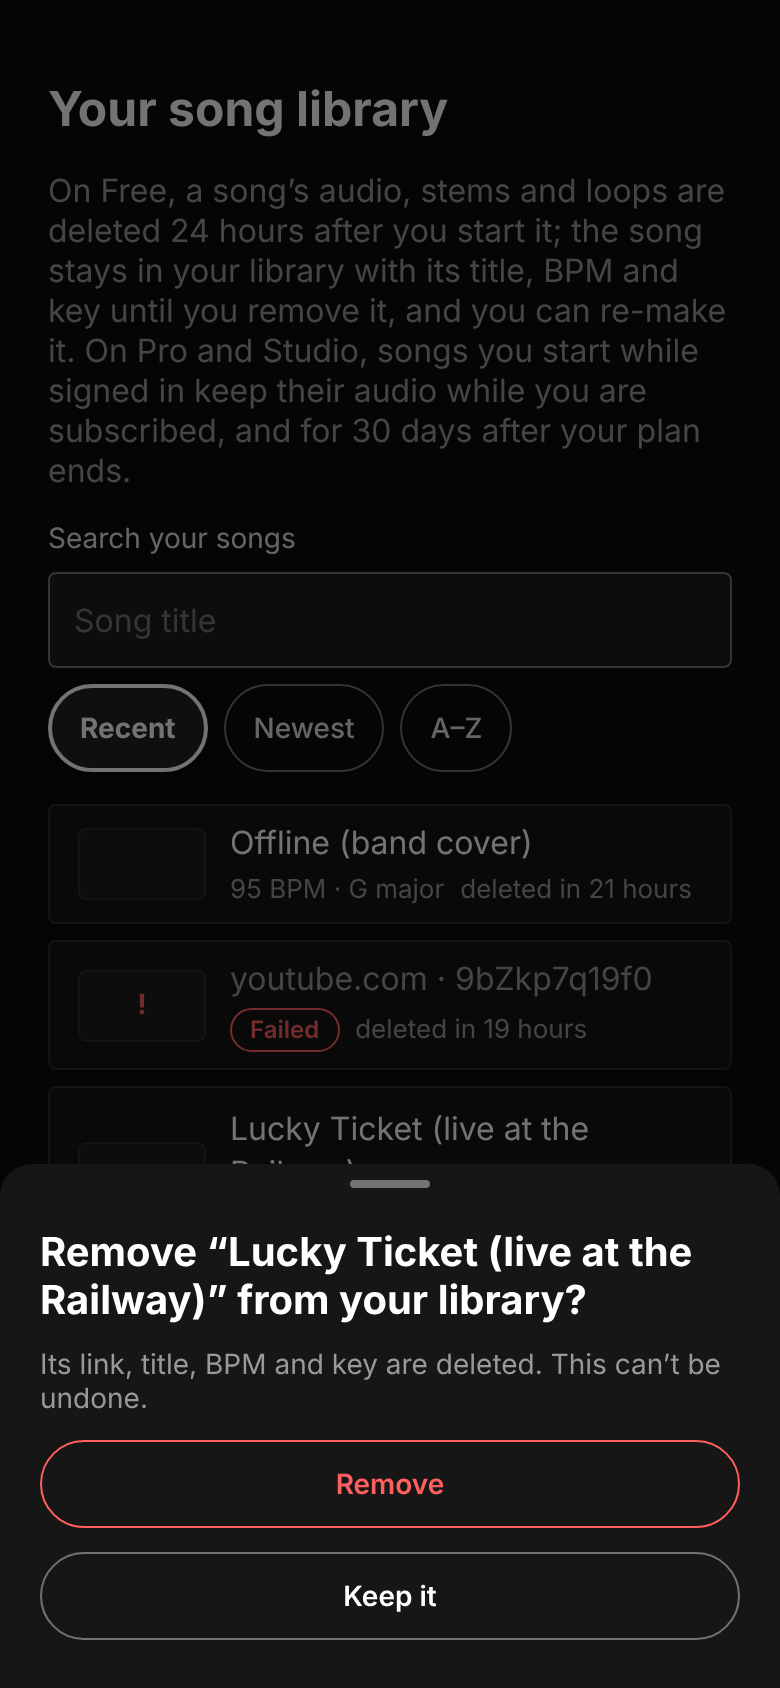 Your song library
On Free, a song’s audio, stems and loops are
deleted 24 hours after you start it; the song
stays in your library with its title, BPM and
key until you remove it, and you can re-make
it. On Pro and Studio, songs you start while
signed in keep their audio while you are
subscribed, and for 30 days after your plan
ends.
Search your songs
Song title
Recent Newest A–Z
Offline (band cover)
95 BPM · G major deleted in 21 hours
!
youtube.com · 9bZkp7q19f0
Failed deleted in 19 hours
Lucky Ticket (live at the
Remove “Lucky Ticket (live at the
Railway)” from your library?
Its link, title, BPM and key are deleted. This can’t be
undone.
Remove
Keep it